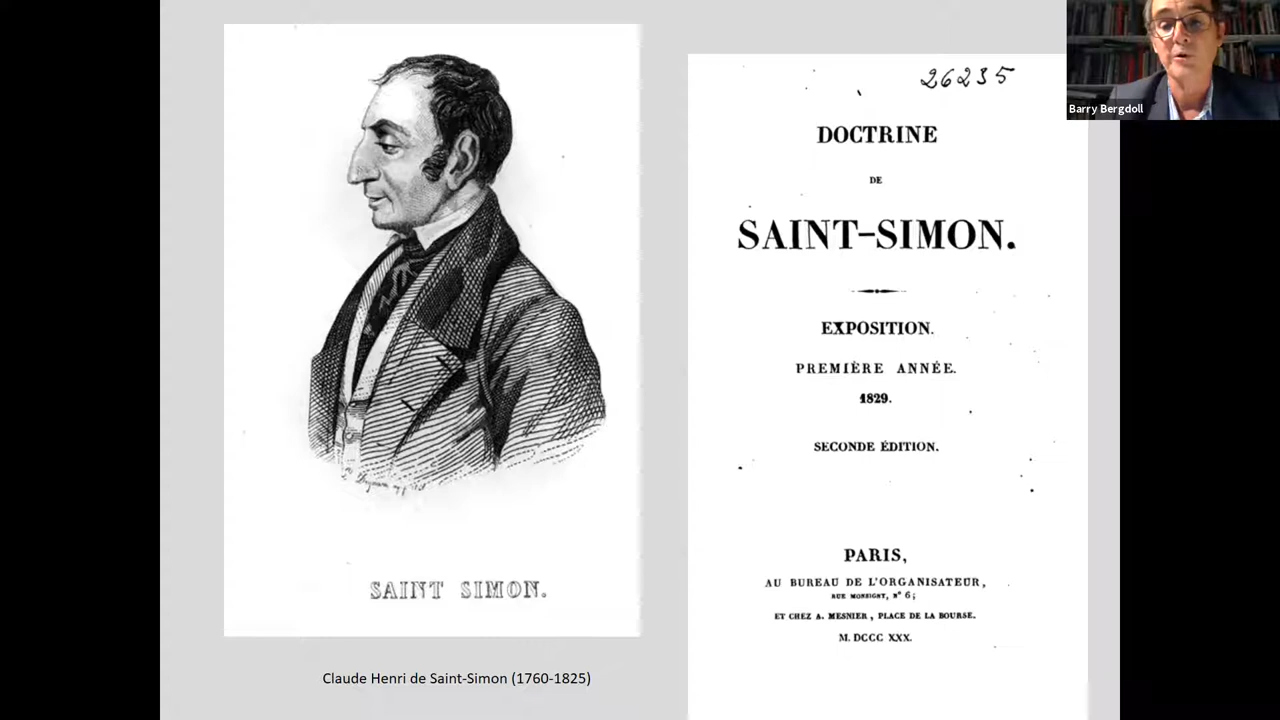 SAINT SIMON.
Claude Henri de Saint-Simon (1760-1825)
26235
DOCTRINE
DE
SAINT-SIMON.
EXPOSITION.
PREMIÈRE ANNÉE.
1829.
SECONDE ÉDITION.
PARIS,
AU BUREAU DE L'ORGANISATEUR,
RUE MONSIGNY, N° 6;
ET CHEZ A. MESNIER, PLACE DE LA BOURSE.
M. DCCC XXX.
Barry Bergdoll